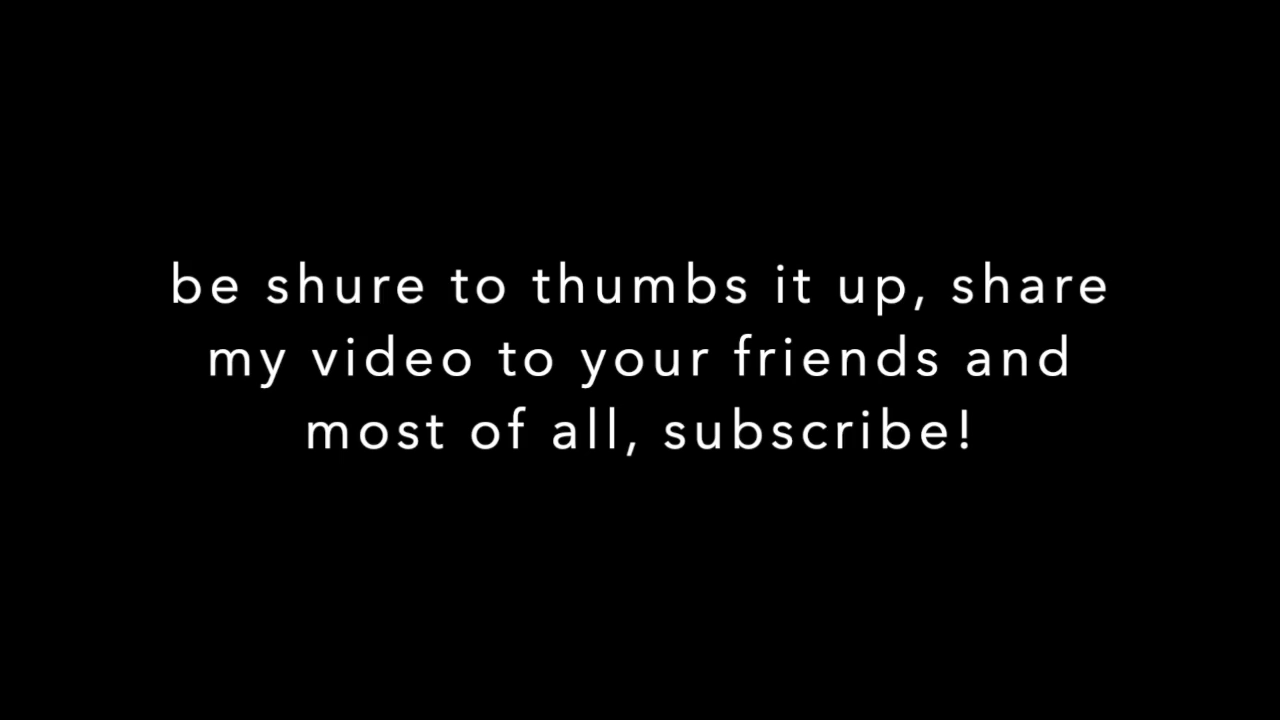 be shure to thumbs it up, share
my video to your friends and
most of all, subscribe!